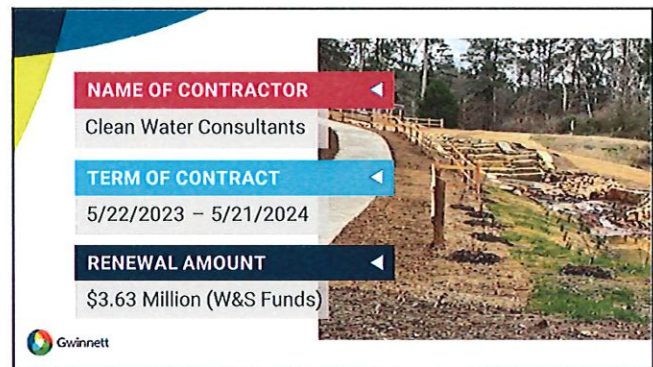 NAME OF CONTRACTOR
Clean Water Consultants
TERM OF CONTRACT
5/22/2023 – 5/21/2024
RENEWAL AMOUNT
$3.63 Million (W&S Funds)
Gwinnett